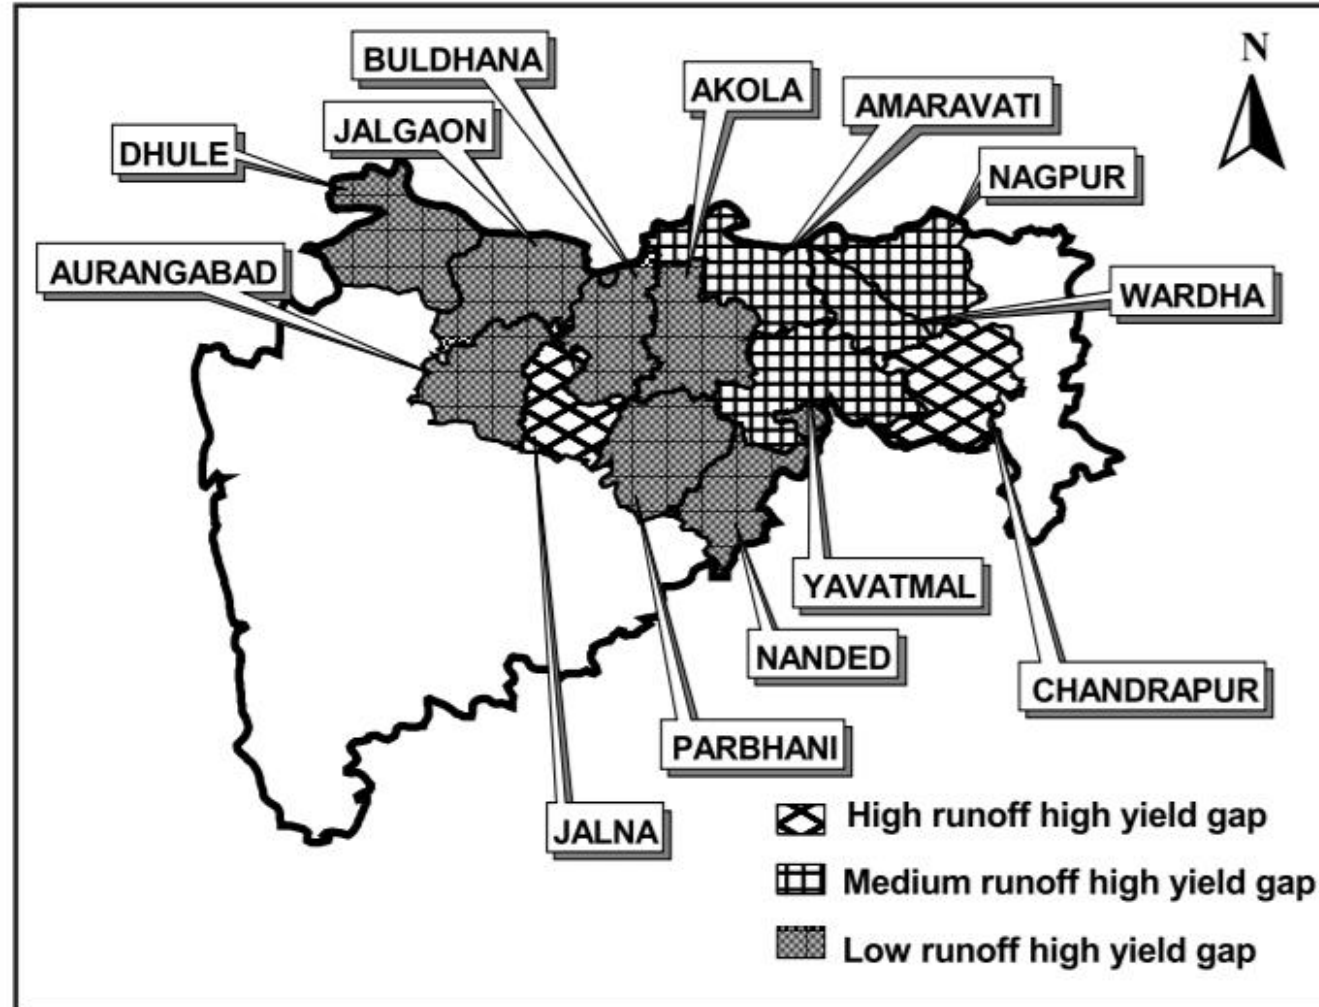 BULDHANA
N
AKOLA
AMARAVATI
JALGAON
DHULE
NAGPUR
AURANGABAD
WARDHA
YAVATMAL
NANDED
CHANDRAPUR
PARBHANI
JALNA
High runoff high yield gap
Medium runoff high yield gap
Low runoff high yield gap